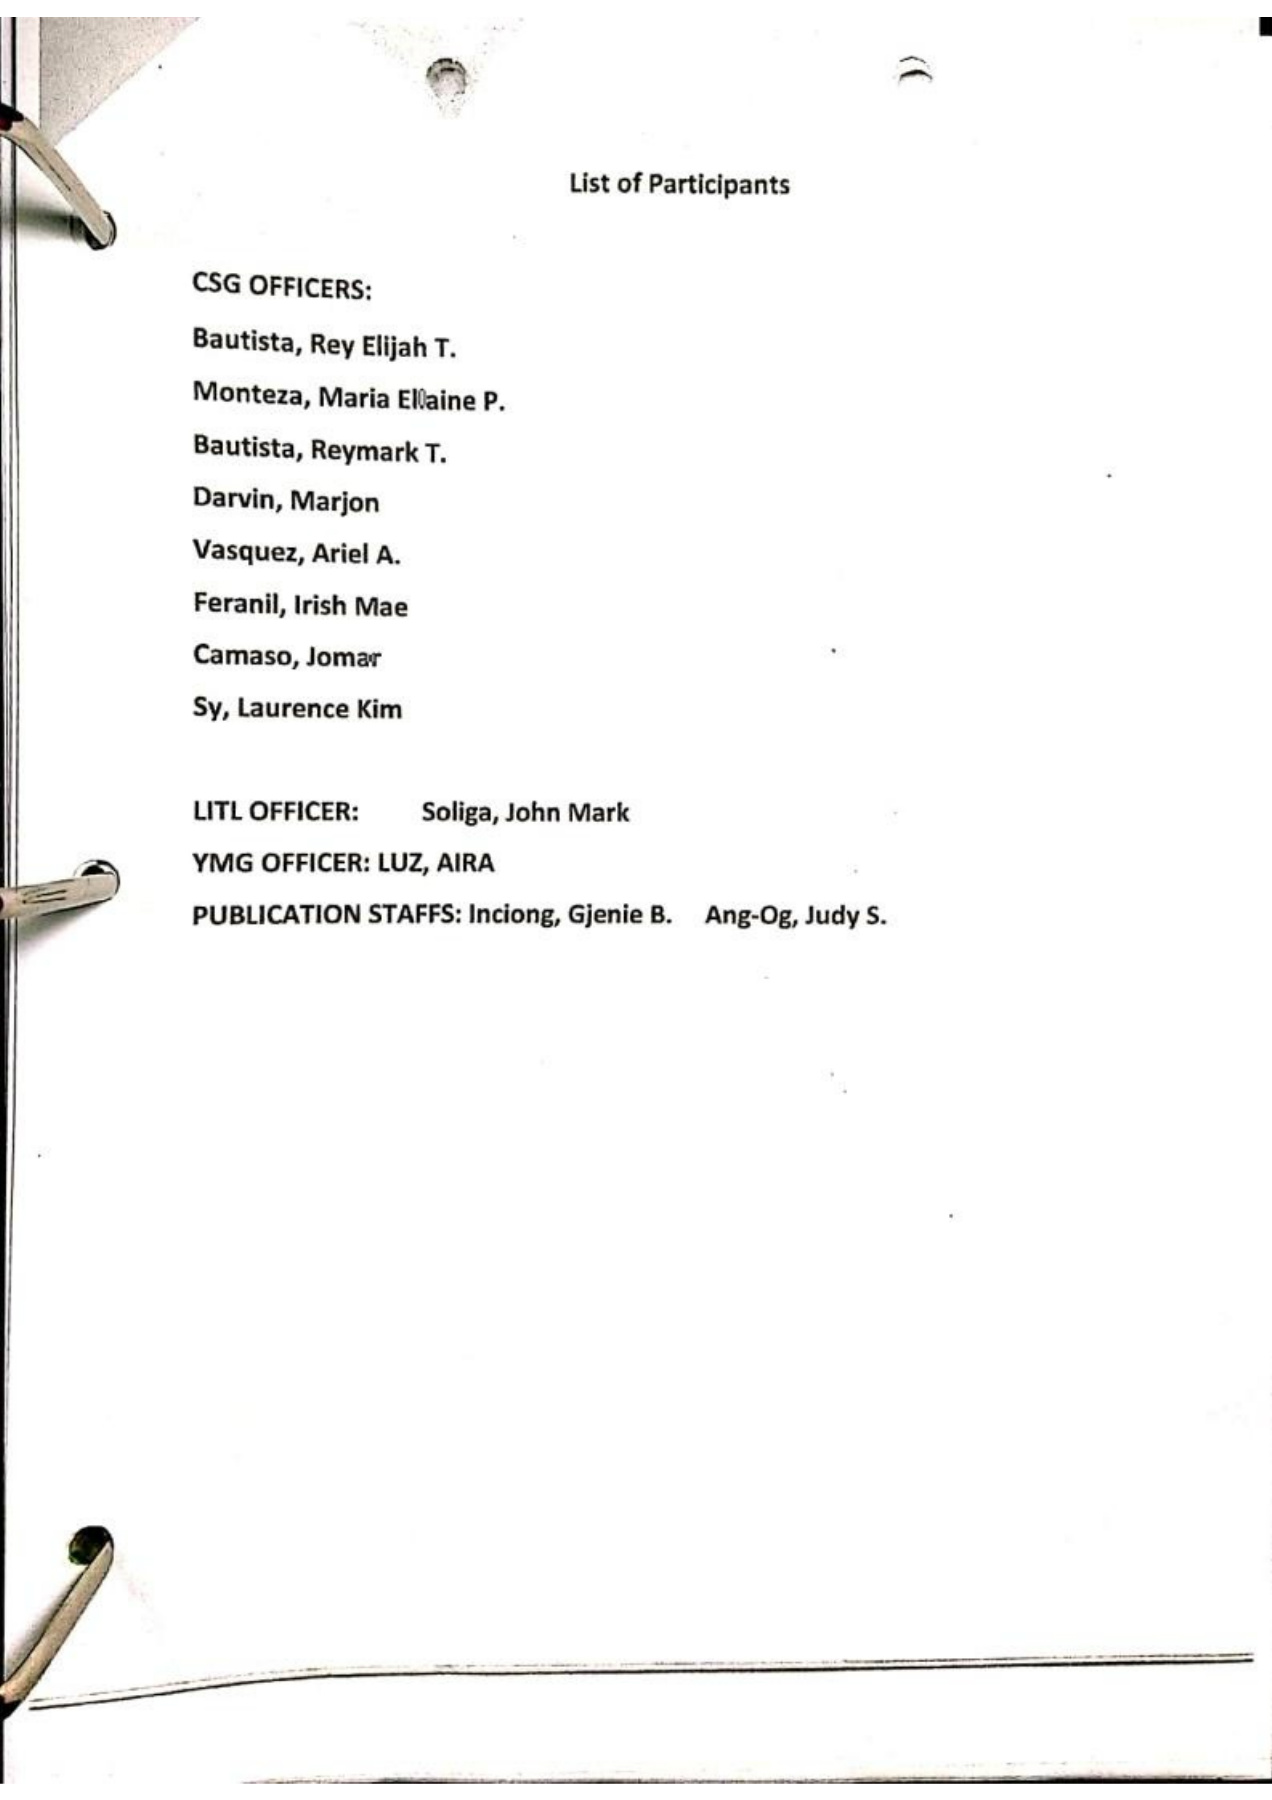 List of Participants
CSG OFFICERS:
Bautista, Rey Elijah T.
Monteza, Maria Ellaine P.
Bautista, Reymark T.
Darvin, Marjon
Vasquez, Ariel A.
Feranil, Irish Mae
Camaso, Jomar
Sy, Laurence Kim
LITL OFFICER: Soliga, John Mark
YMG OFFICER: LUZ, AIRA
PUBLICATION STAFFS: Inciong, Gjenie B. Ang-Og, Judy S.